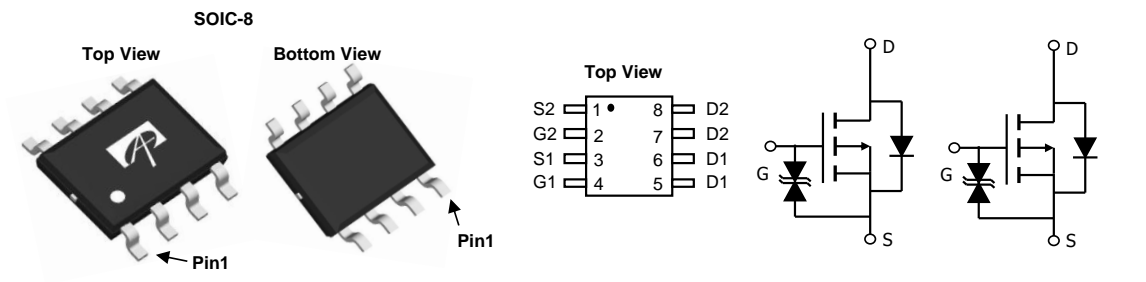 SOIC-8
Top View
Bottom View
Pin1
Pin1
Top View
S2 1 8 D2
G2 2 7 D2
S1 3 6 D1
G1 4 5 D1
D
G
S
D
G
S